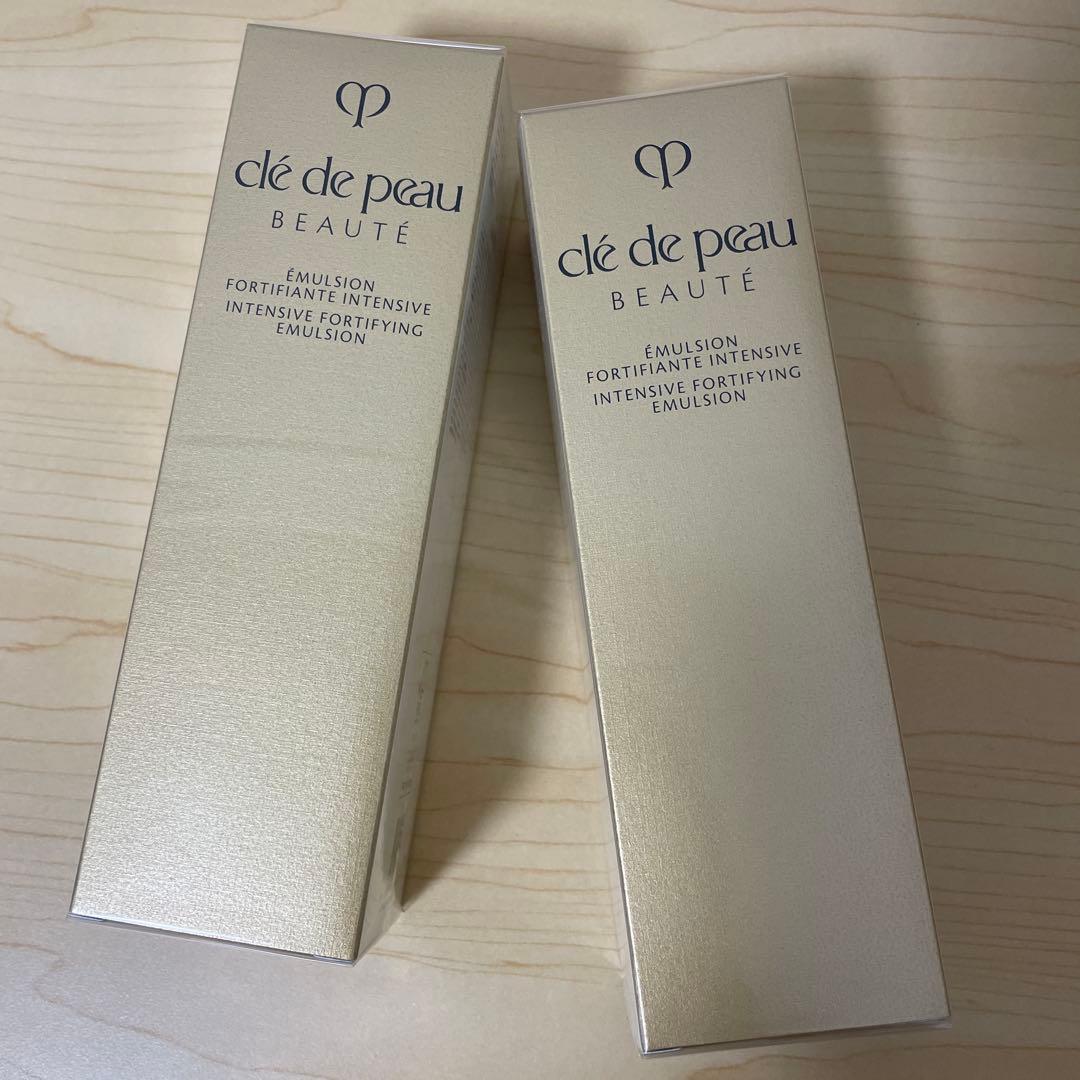 clé de peau
BEAUTÉ
ÉMULSION
FORTIFIANTE INTENSIVE
INTENSIVE FORTIFYING
EMULSION
clé de peau
BEAUTÉ
ÉMULSION
FORTIFIANTE INTENSIVE
INTENSIVE FORTIFYING
EMULSION